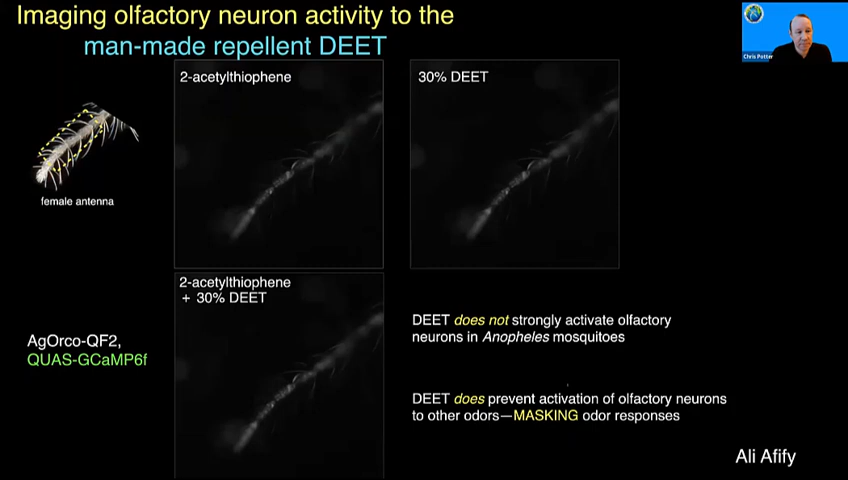 Imaging olfactory neuron activity to the
man-made repellent DEET
Chris Potter
2-acetylthiophene
30% DEET
female antenna
2-acetylthiophene
+ 30% DEET
AgOrco-QF2,
QUAS-GCaMP6f
DEET does not strongly activate olfactory
neurons in Anopheles mosquitoes
DEET does prevent activation of olfactory neurons
to other odors—MASKING odor responses
Ali Afify